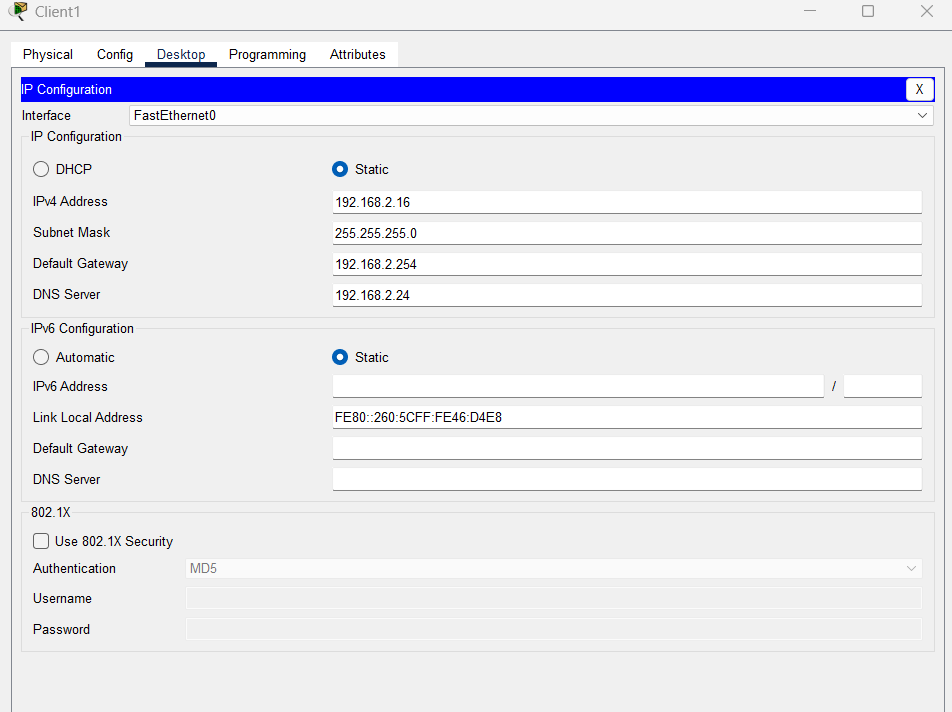 Client1
Physical Config Desktop Programming Attributes
IP Configuration X
Interface FastEthernet0
IP Configuration
DHCP Static
IPv4 Address 192.168.2.16
Subnet Mask 255.255.255.0
Default Gateway 192.168.2.254
DNS Server 192.168.2.24
IPv6 Configuration
Automatic Static
IPv6 Address /
Link Local Address FE80::260:5CFF:FE46:D4E8
Default Gateway
DNS Server
802.1X
Use 802.1X Security
Authentication MD5
Username
Password